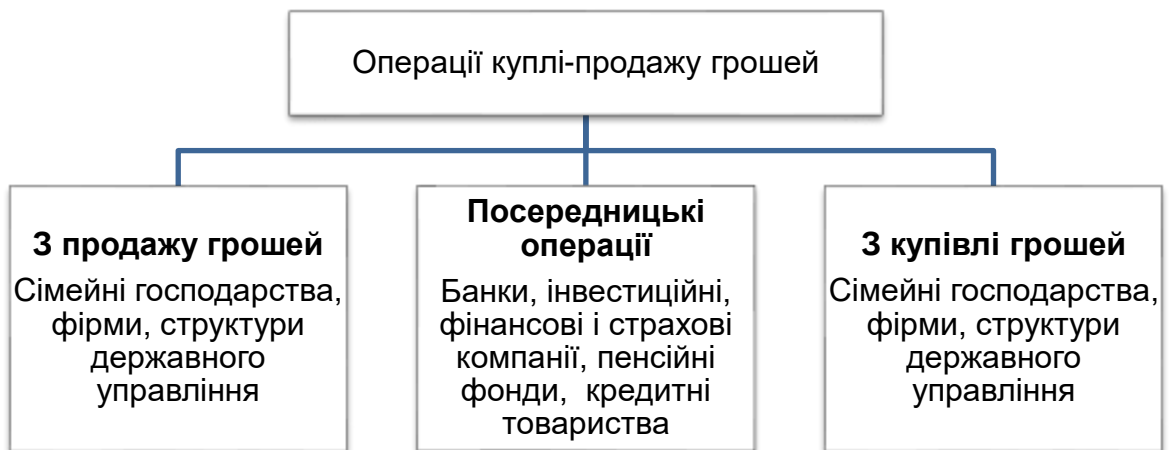 Операції куплі-продажу грошей
З продажу грошей
Сімейні господарства,
фірми, структури
державного
управління
Посередницькі
операції
Банки, інвестиційні,
фінансові і страхові
компанії, пенсійні
фонди, кредитні
товариства
З купівлі грошей
Сімейні господарства,
фірми, структури
державного
управління